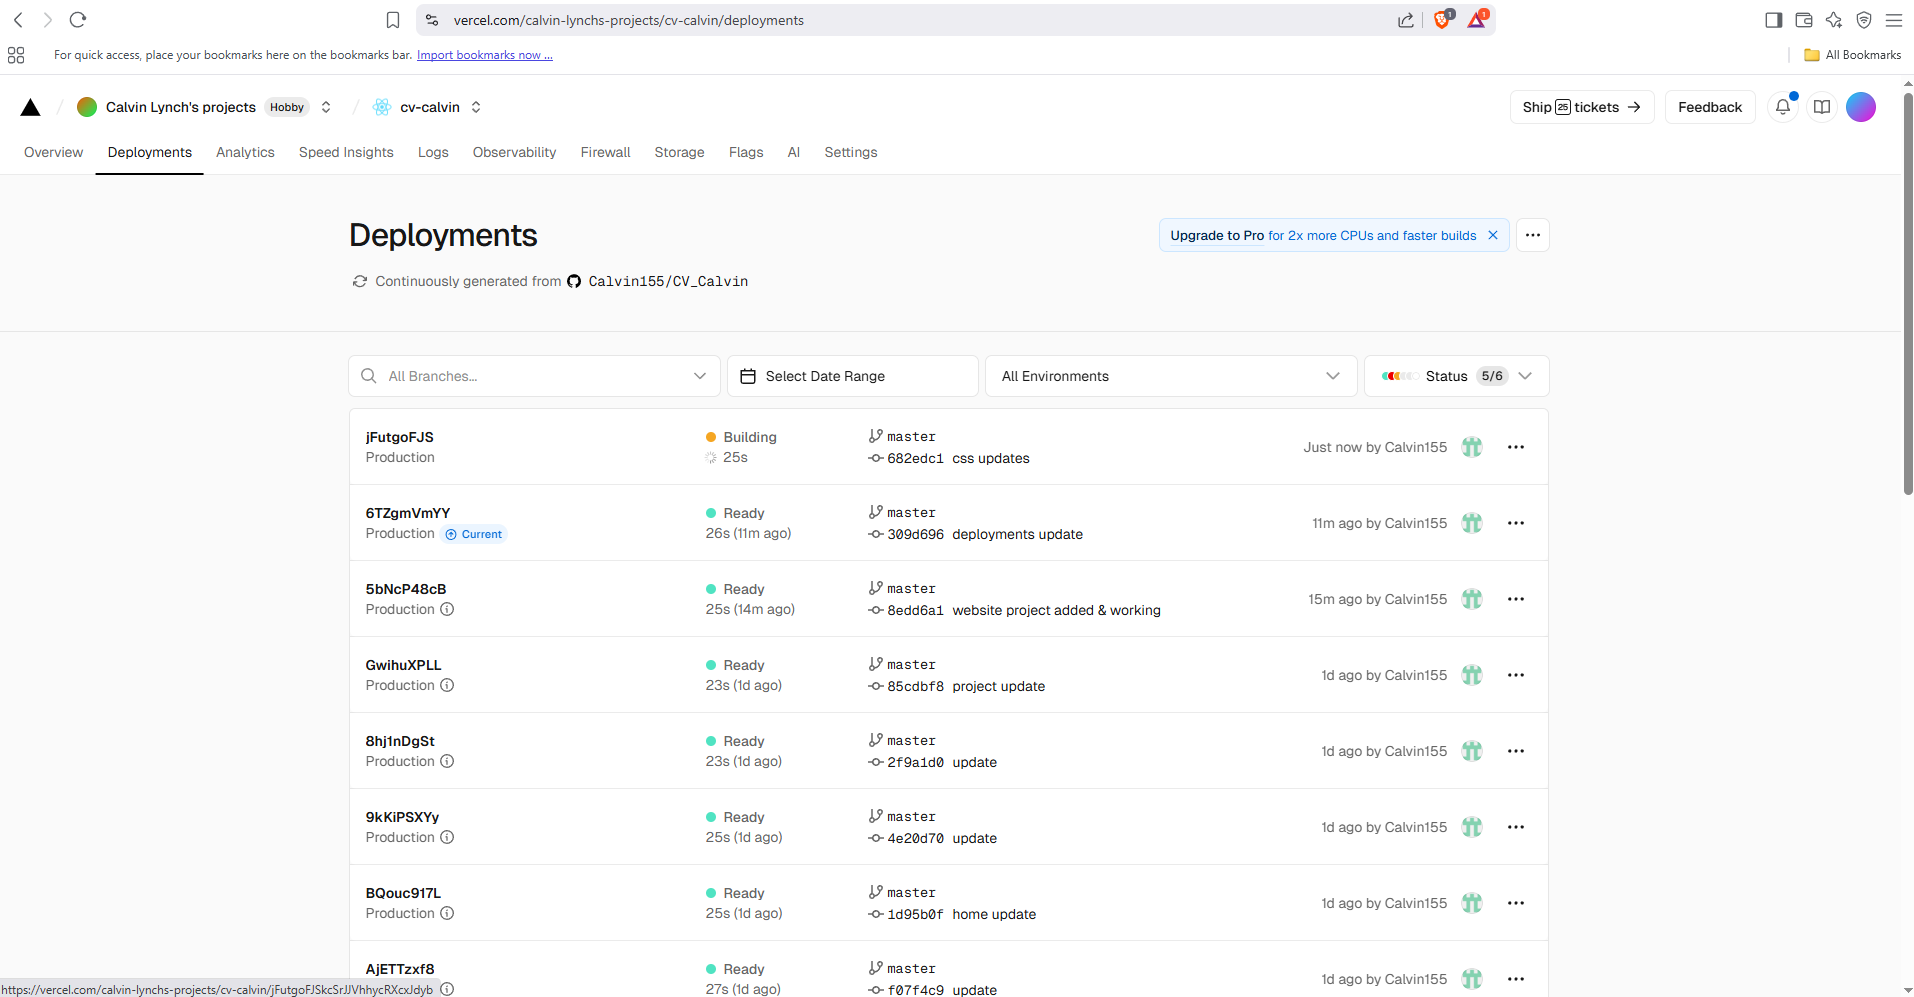 vercel.com/calvin-lynchs-projects/cv-calvin/deployments
1
1
For quick access, place your bookmarks here on the bookmarks bar. Import bookmarks now ...
All Bookmarks
Calvin Lynch's projects Hobby
cv-calvin
Ship 25 tickets →
Feedback
Overview Deployments Analytics Speed Insights Logs Observability Firewall Storage Flags AI Settings
Deployments
Upgrade to Pro for 2x more CPUs and faster builds
Continuously generated from Calvin155/CV_Calvin
All Branches...
Select Date Range
All Environments
Status 5/6
jFutgoFJS Building master
Production 25s 682edc1 css updates
Just now by Calvin155
6TZgmVmYY Ready master
Production Current 26s (11m ago) 309d696 deployments update
11m ago by Calvin155
5bNcP48cB Ready master
Production 25s (14m ago) 8edd6a1 website project added & working
15m ago by Calvin155
GwihuXPLL Ready master
Production 23s (1d ago) 85cdbf8 project update
1d ago by Calvin155
8hj1nDgSt Ready master
Production 23s (1d ago) 2f9a1d0 update
1d ago by Calvin155
9kKiPSXYy Ready master
Production 25s (1d ago) 4e20d70 update
1d ago by Calvin155
BQouc917L Ready master
Production 25s (1d ago) 1d95b0f home update
1d ago by Calvin155
AjETTzxf8 Ready master
27s (1d ago) f07f4c9 update
1d ago by Calvin155
https://vercel.com/calvin-lynchs-projects/cv-calvin/jFutgoFJSkcSrJJVhhycRXcxJdyb